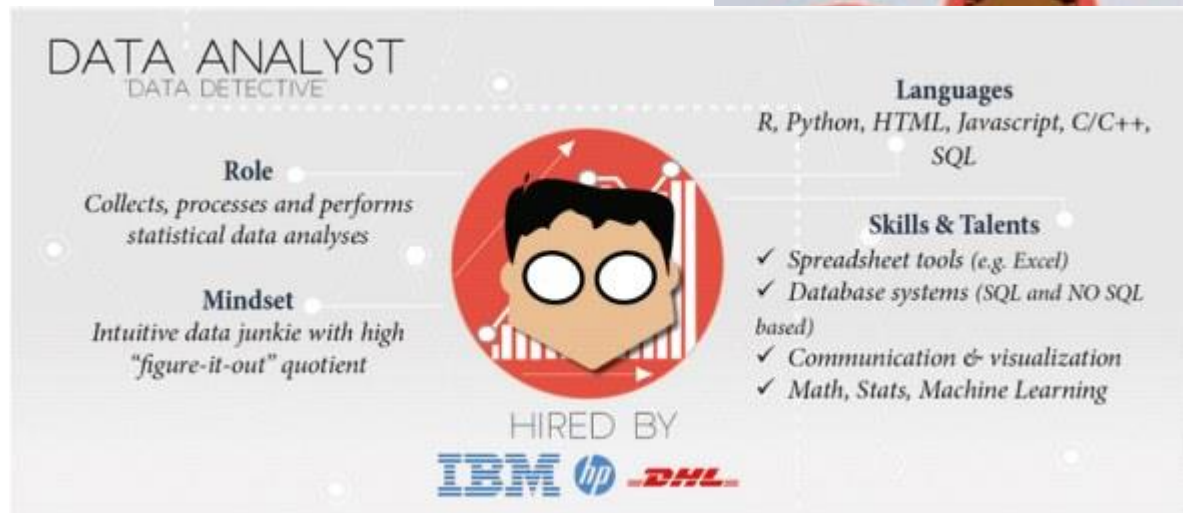 DATA ANALYST
'DATA DETECTIVE'
Role
Collects, processes and performs
statistical data analyses
Mindset
Intuitive data junkie with high
“figure-it-out” quotient
Languages
R, Python, HTML, Javascript, C/C++,
SQL
Skills & Talents
✓ Spreadsheet tools (e.g. Excel)
✓ Database systems (SQL and NO SQL
based)
✓ Communication & visualization
✓ Math, Stats, Machine Learning
HIRED BY
IBM hp DHL